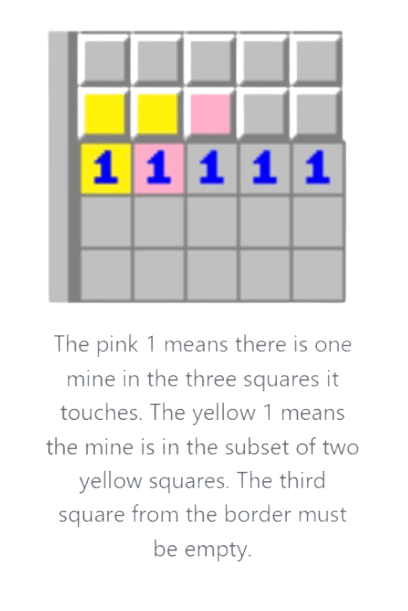 1 1 1 1 1
The pink 1 means there is one
mine in the three squares it
touches. The yellow 1 means
the mine is in the subset of two
yellow squares. The third
square from the border must
be empty.